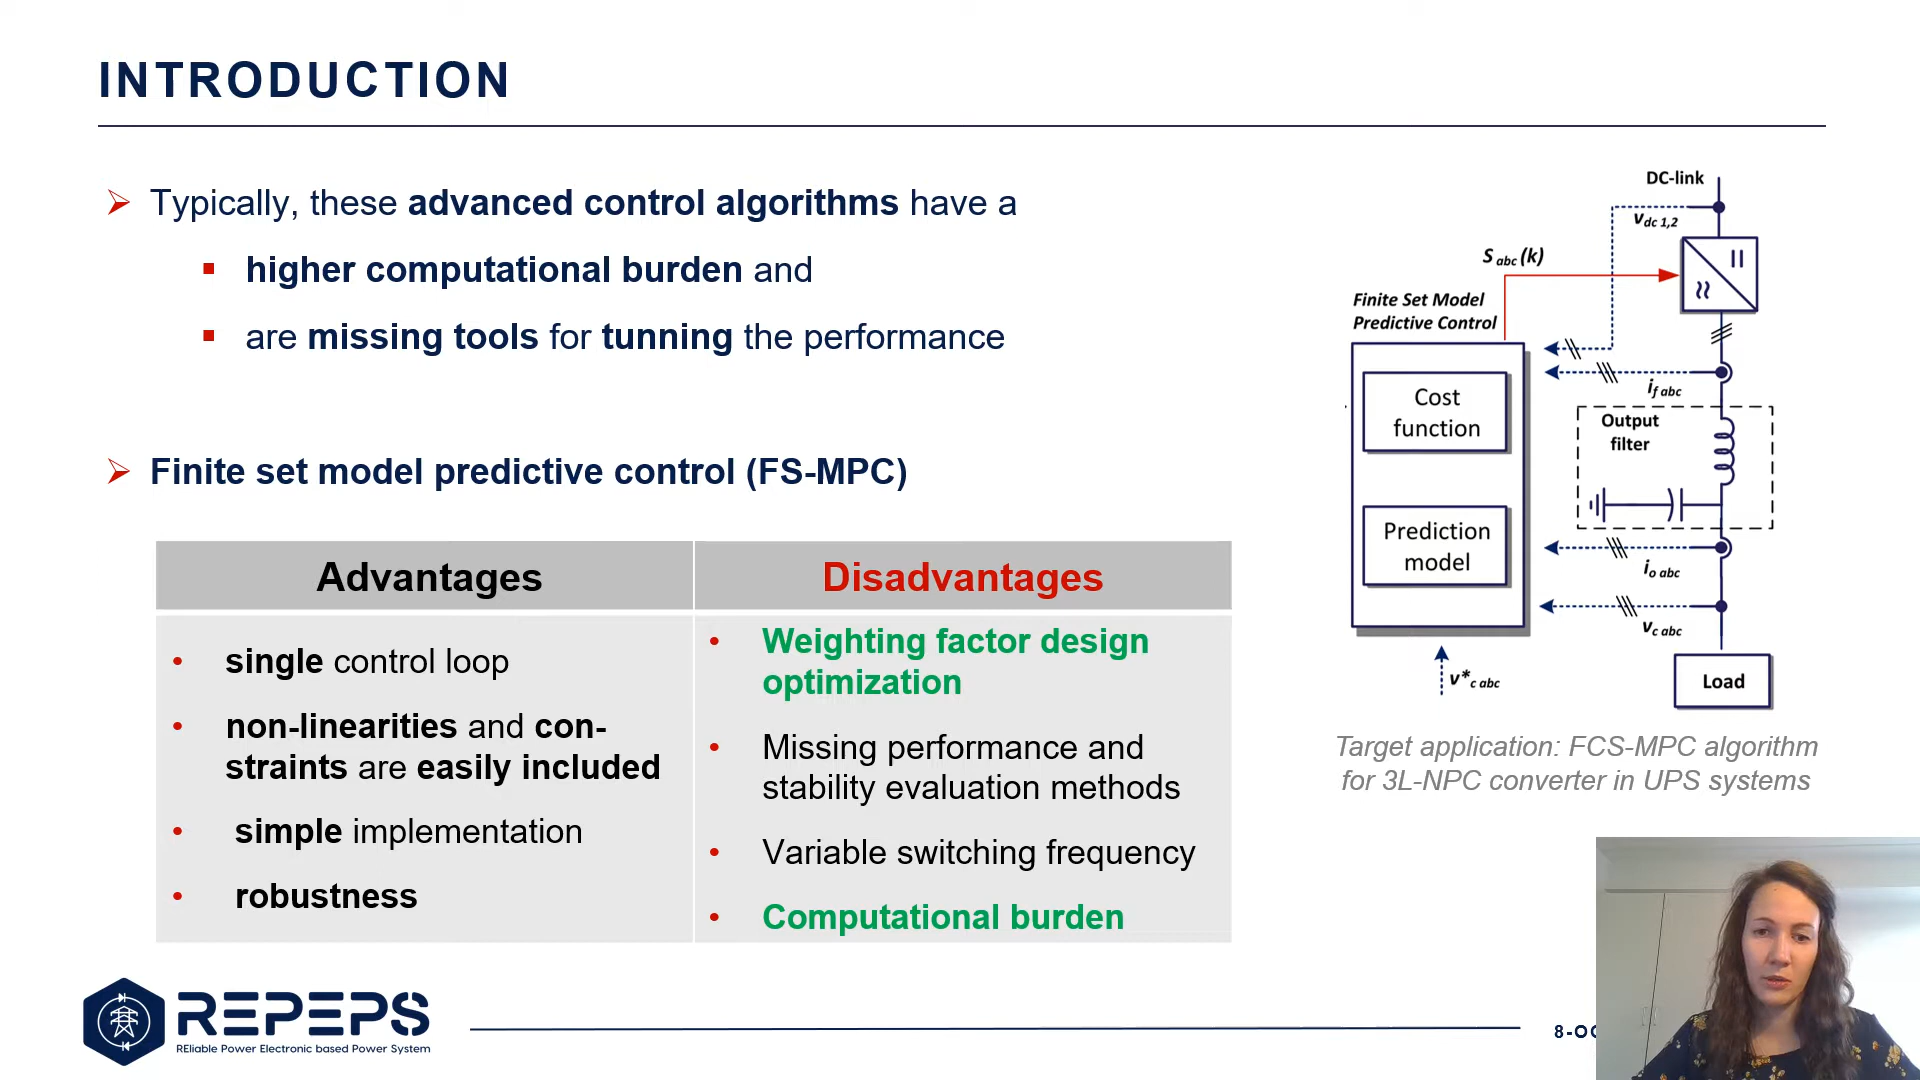 INTRODUCTION
Typically, these advanced control algorithms have a
higher computational burden and
are missing tools for tunning the performance
Finite set model predictive control (FS-MPC)
Advantages
single control loop
non-linearities and con-
straints are easily included
simple implementation
robustness
Disadvantages
Weighting factor design
optimization
Missing performance and
stability evaluation methods
Variable switching frequency
Computational burden
DC-link
v dc 1,2
S abc (k)
Finite Set Model
Predictive Control
Cost
function
Prediction
model
i f abc
Output
filter
i o abc
v c abc
v* c abc
Load
Target application: FCS-MPC algorithm
for 3L-NPC converter in UPS systems
REPEPS
REliable Power Electronic based Power System